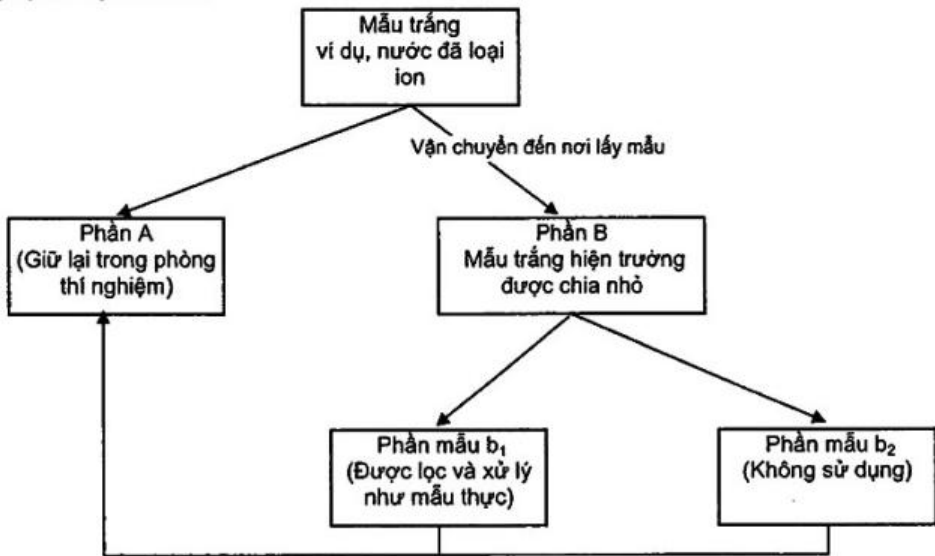 Mẫu trắng
ví dụ, nước đã loại
ion
Vận chuyển đến nơi lấy mẫu
Phần A
(Giữ lại trong phòng
thí nghiệm)
Phần B
Mẫu trắng hiện trường
được chia nhỏ
Phần mẫu b₁
(Được lọc và xử lý
như mẫu thực)
Phần mẫu b₂
(Không sử dụng)